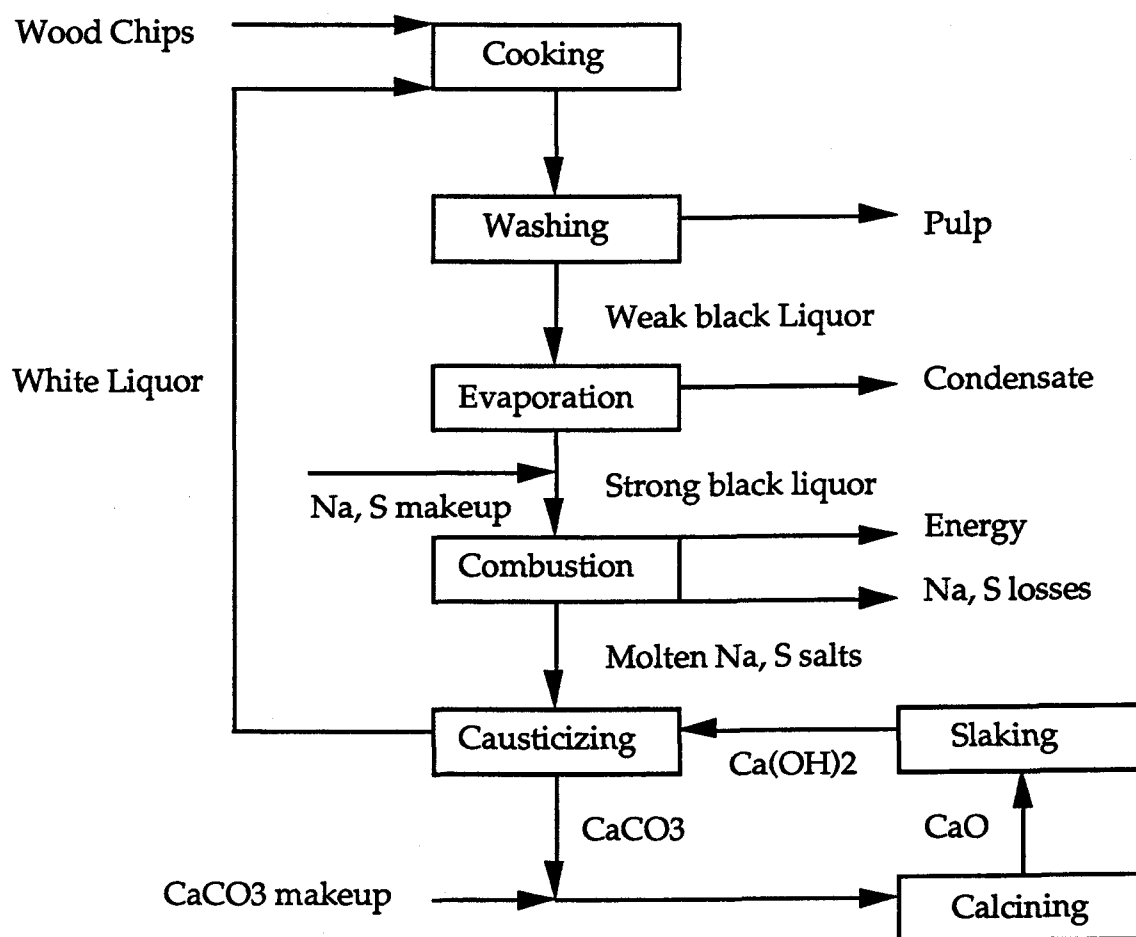 Wood Chips
Cooking
Washing
Pulp
Weak black Liquor
White Liquor
Evaporation
Condensate
Na, S makeup
Strong black liquor
Energy
Combustion
Na, S losses
Molten Na, S salts
Causticizing
Slaking
Ca(OH)2
CaCO3
CaO
CaCO3 makeup
Calcining